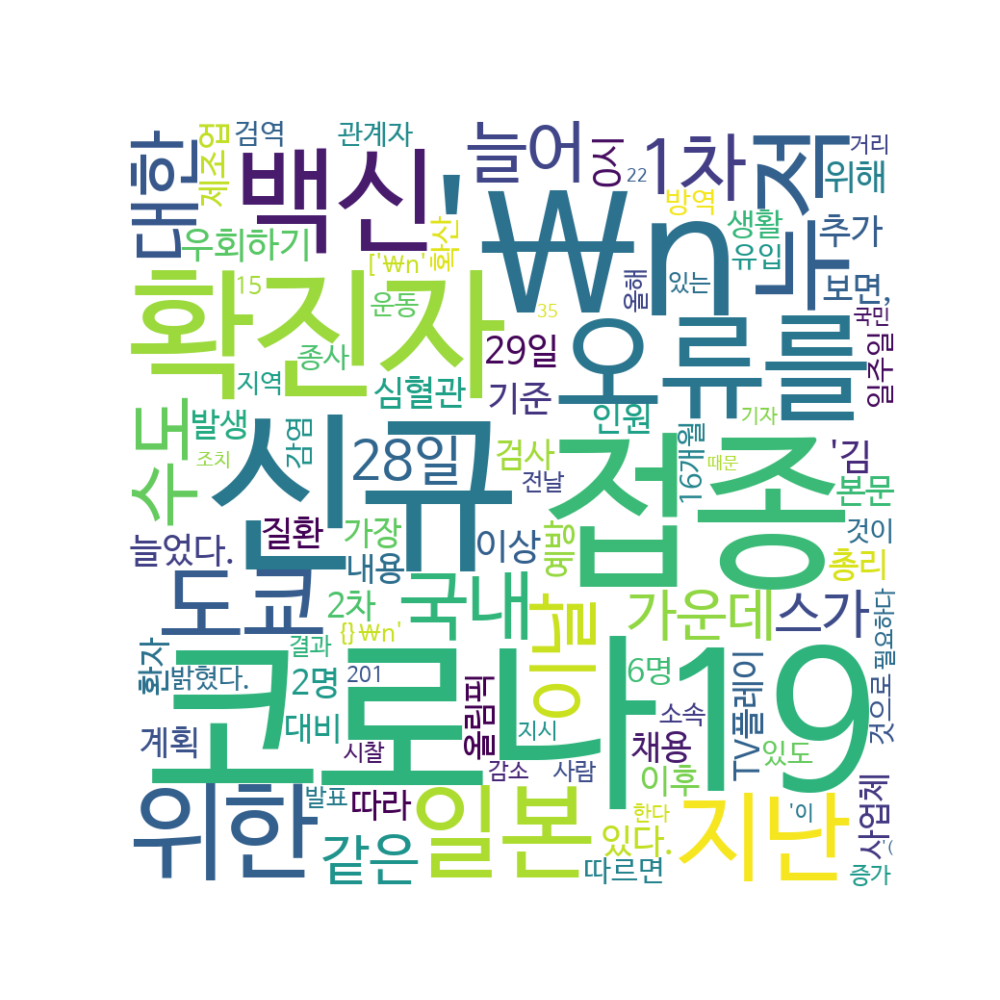 코로나19
접종
신규
확진자
₩n
백신
'
오류를
누적
일본
지난
위한
도쿄
국내
이날
수도
대한
1차
늘어
28일
가운데
스가
같은
우회하기
0시
위해
추가
보면,
29일
기준
심혈관
인원
검사
이상
'김
본문
총리
것이
16개월
예방
질환
가장
내용
2차
{}₩n'
늘었다.
발생
감염
지역
종사
운동
['₩n'
확산
관계자
검역
제조업
22
방역
생활
유입
올해
있는
거리
국민
일주일
기자
때문
전날
15
35
조치
환자
밝혔다.
계획
결과
2명
201
대비
시찰
발표
따라
올림픽
지시
감소
사람
6명
소속
채용
이후
있다.
따르면
TV플레이
있도
한다
'이
사업체
증가
것으로
필요하다